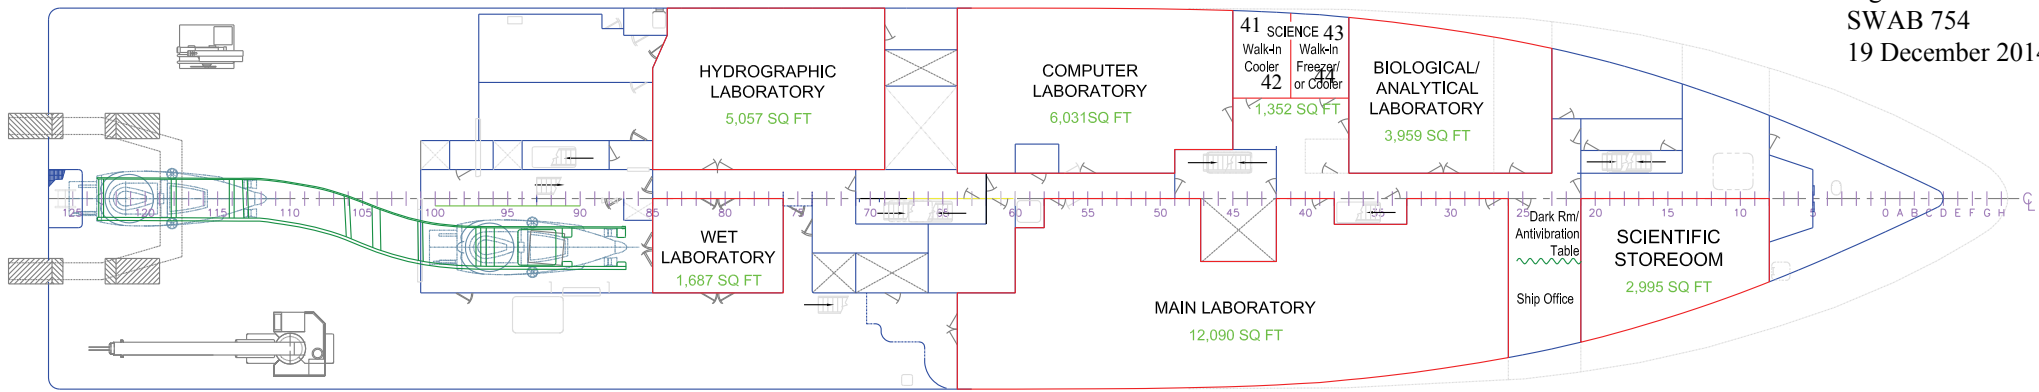 SWAB 754
19 December 2014
HYDROGRAPHIC
LABORATORY
5,057 SQ FT
COMPUTER
LABORATORY
6,031SQ FT
41 SCIENCE 43
Walk-In
Cooler
42
Walk-In
Freezer/
or Cooler
44
1,352 SQ FT
BIOLOGICAL/
ANALYTICAL
LABORATORY
3,959 SQ FT
125 120 115 110 105 100 95 90 85 80 75 70 65 60 55 50 45 40 35 30 25 20 15 10 5 0 A B C D E F G H
C
L
WET
LABORATORY
1,687 SQ FT
MAIN LABORATORY
12,090 SQ FT
Dark Rm/
Antivibration
Table
Ship Office
SCIENTIFIC
STOREOOM
2,995 SQ FT